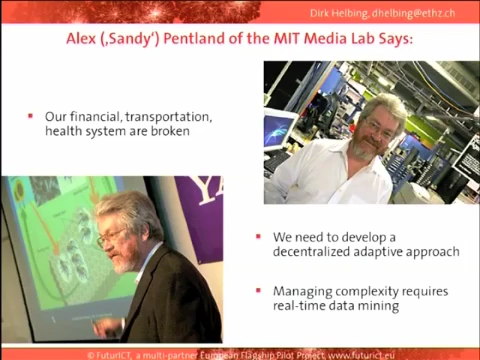 Dirk Helbing, dhelbing@ethz.ch
Alex (‚Sandy‘) Pentland of the MIT Media Lab Says:
▪ Our financial, transportation,
health system are broken
YA
▪ We need to develop a
decentralized adaptive approach
▪ Managing complexity requires
real-time data mining
© FuturICT, a multi-partner European Flagship Pilot Project, www.futurict.eu